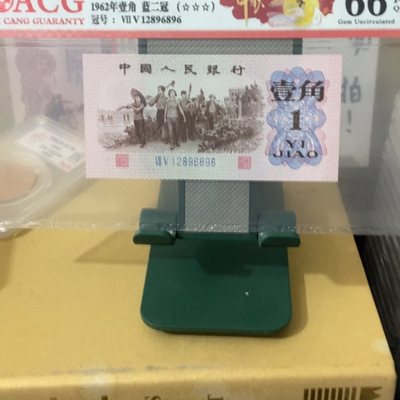 ACG
CANG GUARANTY
1962年壹角 蓝二冠 (☆☆☆)
冠号: VII V 12896896
66
Gem Uncirculated
中國人民銀行
壹角
1
YI
JIAO
VII V 12896896